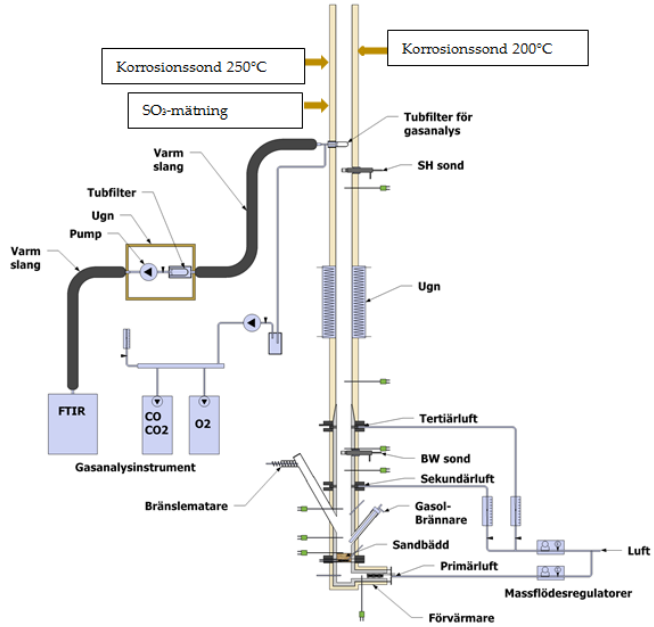 Korrosionssond 250°C
Korrosionssond 200°C
SO₃-mätning
Tubfilter för
gasanalys
Varm
slang
SH sond
Tubfilter
Ugn
Pump
Varm
slang
Ugn
FTIR
CO
CO2
O2
Gasanalysinstrument
Tertiärluft
BW sond
Sekundärluft
Bränslematare
Gasol-
Brännare
Sandbädd
Luft
Primärluft
Massflödesregulatorer
Förvärmare